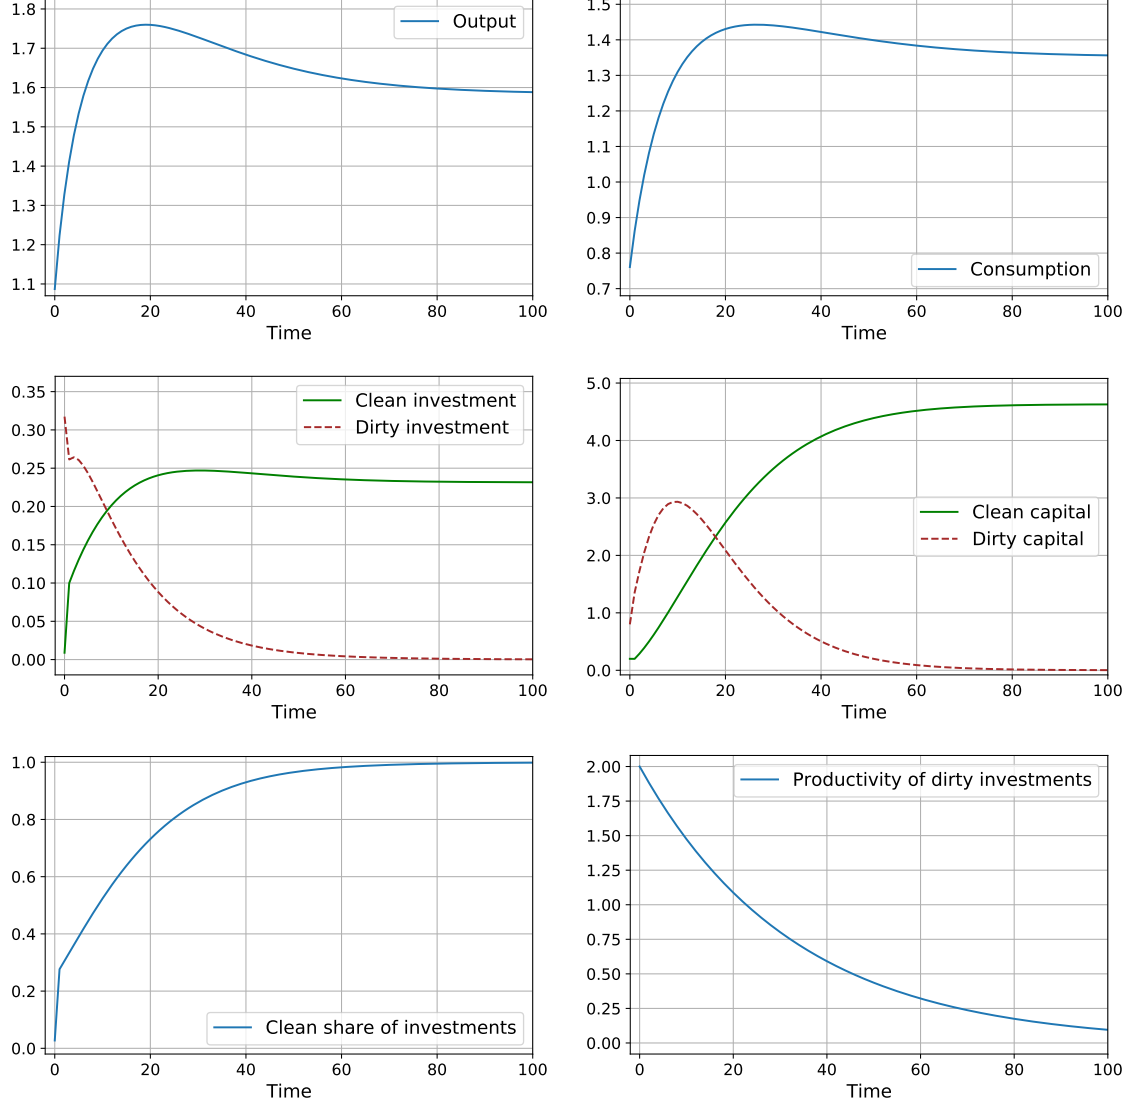 1.8
1.7
1.6
1.5
1.4
1.3
1.2
1.1
0 20 40 60 80 100
Time
Output
1.5
1.4
1.3
1.2
1.1
1.0
0.9
0.8
0.7
0 20 40 60 80 100
Time
Consumption
0.35
0.30
0.25
0.20
0.15
0.10
0.05
0.00
0 20 40 60 80 100
Time
Clean investment
Dirty investment
5.0
4.0
3.0
2.0
1.0
0.0
0 20 40 60 80 100
Time
Clean capital
Dirty capital
1.0
0.8
0.6
0.4
0.2
0.0
0 20 40 60 80 100
Time
Clean share of investments
2.00
1.75
1.50
1.25
1.00
0.75
0.50
0.25
0.00
0 20 40 60 80 100
Time
Productivity of dirty investments